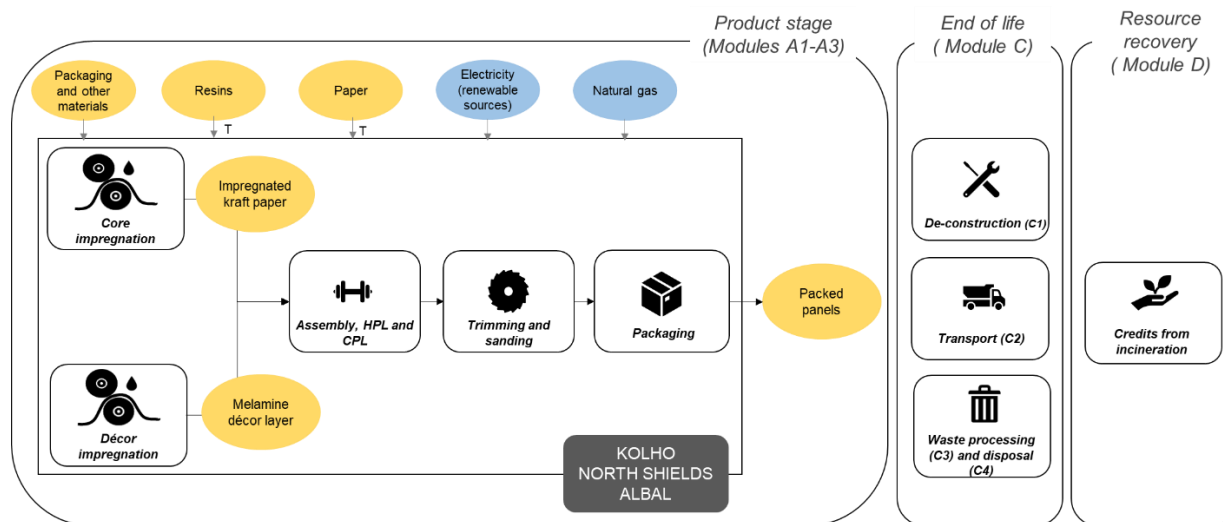 Product stage
(Modules A1-A3)
End of life
( Module C)
Resource
recovery
( Module D)
Packaging
and other
materials
Resins
Paper
Electricity
(renewable
sources)
Natural gas
T
T
Core
impregnation
Impregnated
kraft paper
Assembly, HPL and
CPL
Trimming and
sanding
Packaging
Packed
panels
Décor
impregnation
Melamine
décor layer
KOLHO
NORTH SHIELDS
ALBAL
De-construction (C1)
Transport (C2)
Waste processing
(C3) and disposal
(C4)
Credits from
incineration